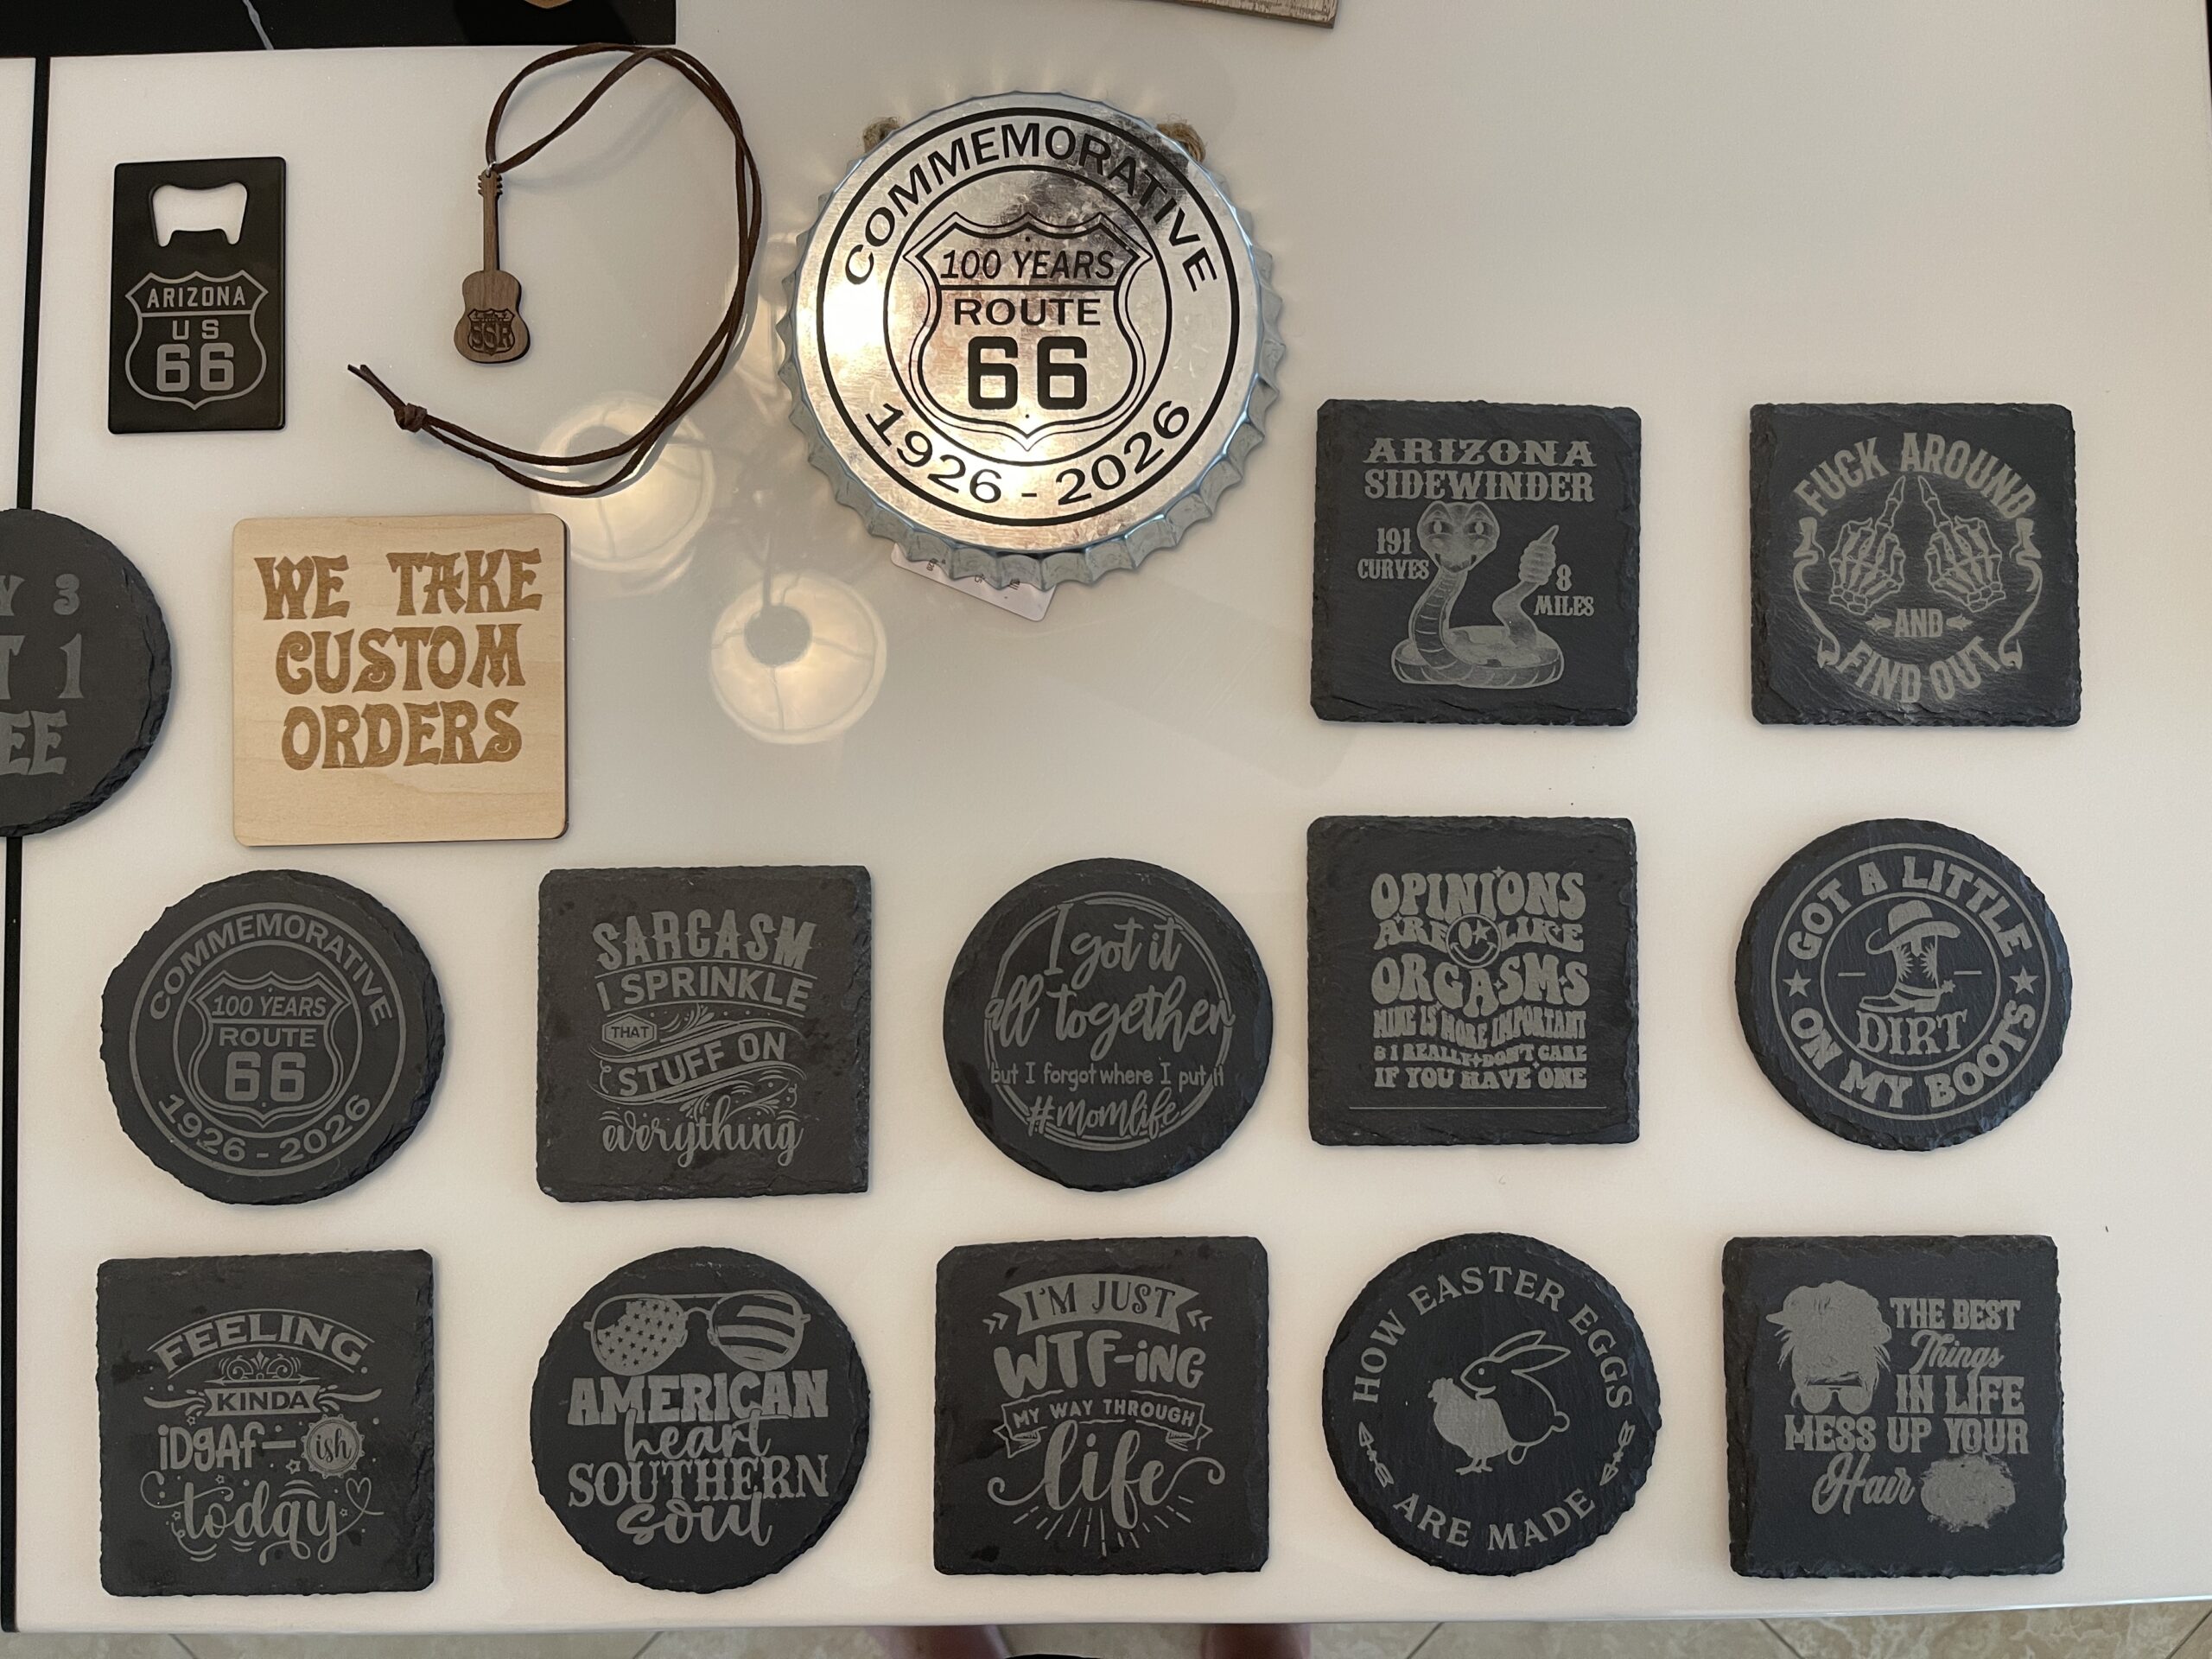 ARIZONA
US
66
SSR
COMMEMORATIVE
100 YEARS
ROUTE
66
1926 - 2026
ARIZONA
SIDEWINDER
191
CURVES
8
MILES
FUCK AROUND
AND
FIND OUT
Y 3
T 1
EE
WE TAKE
CUSTOM
ORDERS
COMMEMORATIVE
100 YEARS
ROUTE
66
1926 - 2026
SARCASM
I SPRINKLE
THAT
STUFF ON
everything
I got it
all together
but I forgot where I put it
#momlife
OPINIONS
ARE LIKE
ORGASMS
MINE IS MORE IMPORTANT
& I REALLY DON'T CARE
IF YOU HAVE ONE
GOT A LITTLE
DIRT
ON MY BOOTS
FEELING
KINDA
iDgAf-ish
today
AMERICAN
heart
SOUTHERN
soul
I'M JUST
WTF-iNG
MY WAY THROUGH
life
HOW EASTER EGGS
ARE MADE
THE BEST
Things
IN LIFE
MESS UP YOUR
Hair